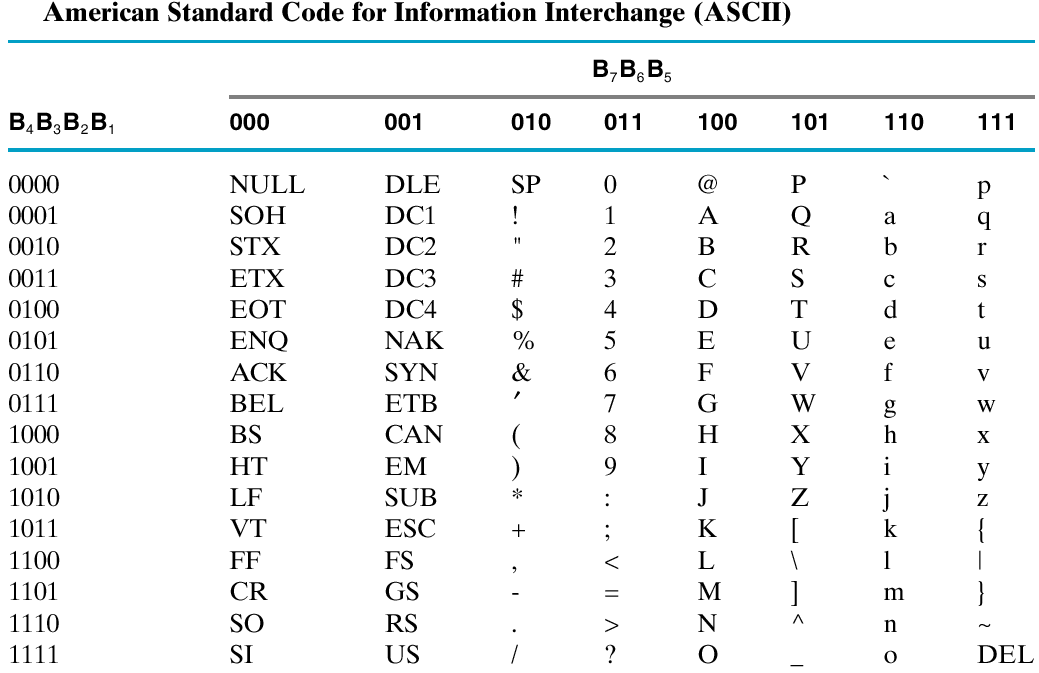 American Standard Code for Information Interchange (ASCII)
B₇B₆B₅
B₄B₃B₂B₁ 000 001 010 011 100 101 110 111
0000 NULL DLE SP 0 @ P ` p
0001 SOH DC1 ! 1 A Q a q
0010 STX DC2 " 2 B R b r
0011 ETX DC3 # 3 C S c s
0100 EOT DC4 $ 4 D T d t
0101 ENQ NAK % 5 E U e u
0110 ACK SYN & 6 F V f v
0111 BEL ETB ′ 7 G W g w
1000 BS CAN ( 8 H X h x
1001 HT EM ) 9 I Y i y
1010 LF SUB * : J Z j z
1011 VT ESC + ; K [ k {
1100 FF FS , < L \ l |
1101 CR GS - = M ] m }
1110 SO RS . > N ^ n ~
1111 SI US / ? O _ o DEL